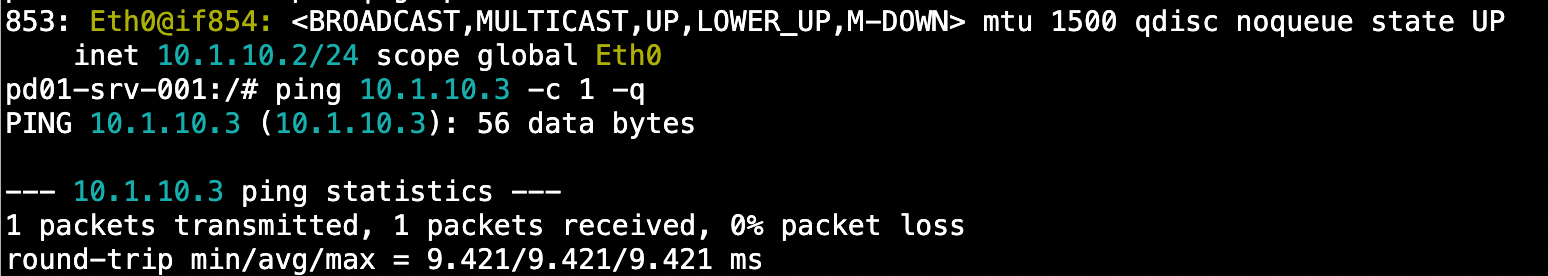 853: Eth0@if854: <BROADCAST,MULTICAST,UP,LOWER_UP,M-DOWN> mtu 1500 qdisc noqueue state UP
inet 10.1.10.2/24 scope global Eth0
pd01-srv-001:/# ping 10.1.10.3 -c 1 -q
PING 10.1.10.3 (10.1.10.3): 56 data bytes
--- 10.1.10.3 ping statistics ---
1 packets transmitted, 1 packets received, 0% packet loss
round-trip min/avg/max = 9.421/9.421/9.421 ms